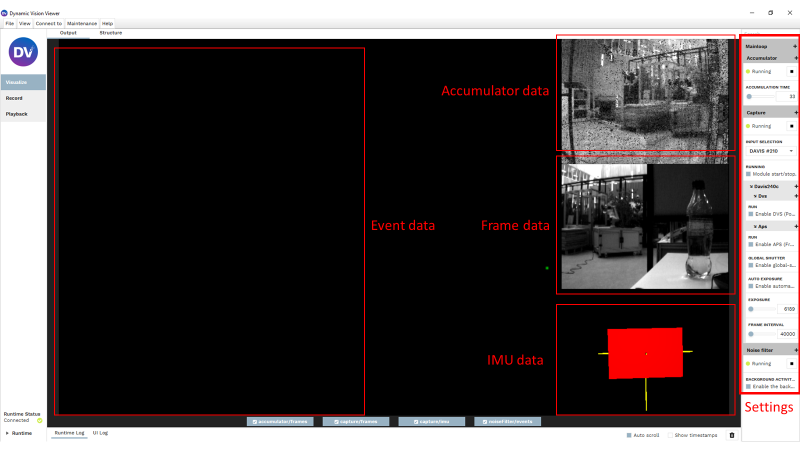 Dynamic Vision Viewer
File View Connect to Maintenance Help
Output Structure
DV
Visualize
Record
Playback
Accumulator data
Event data
Frame data
IMU data
Mainloop +
Accumulator +
Running
ACCUMULATION TIME
33
Capture +
Running
INPUT SELECTION
DAVIS #210
RUNNING
Module start/stop.
Davis240c +
Dvs +
RUN
Enable DVS (Po...
Aps +
RUN
Enable APS (Fr...
GLOBAL SHUTTER
Enable global-s...
AUTO EXPOSURE
Enable automa...
EXPOSURE
6189
FRAME INTERVAL
40000
Noise filter +
Running
BACKGROUND ACTIVIT...
Enable the back...
Settings
Runtime Status
Connected
Runtime
accumulator/frames
capture/frames
capture/imu
noisefilter/events
Runtime Log UI Log
Auto scroll Show timestamps